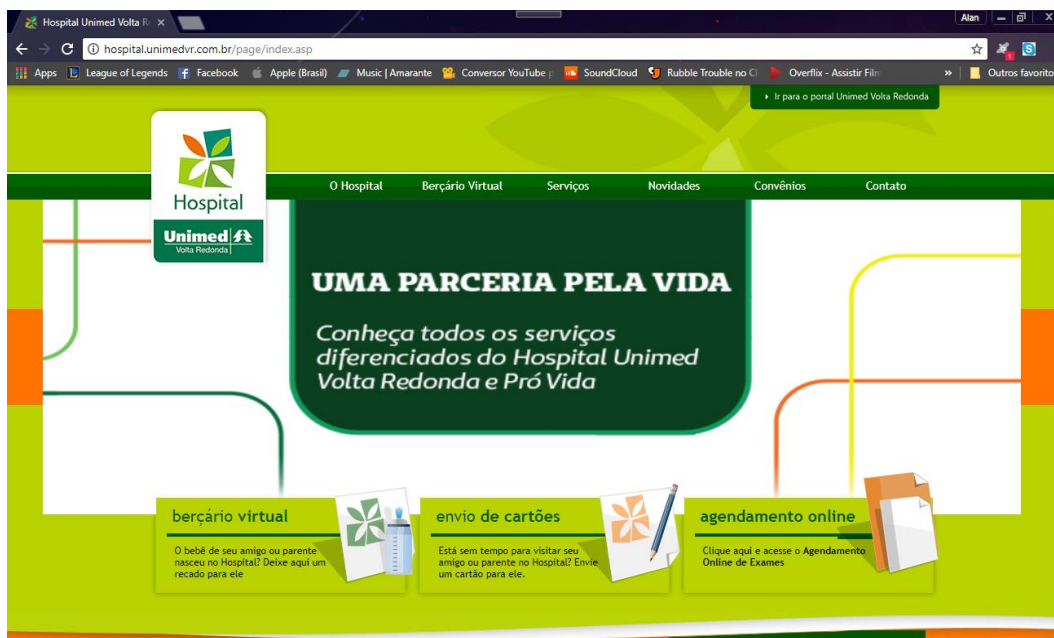 Hospital Unimed Volta R
Alan
hospital.unimedvr.com.br/page/index.asp
Apps League of Legends Facebook Apple (Brasil) Music | Amarante Conversor YouTube p SoundCloud Rubble Trouble no Overflix - Assistir Film » Outros favorito
Ir para o portal Unimed Volta Redonda
O Hospital Berçário Virtual Serviços Novidades Convênios Contato
Hospital
Unimed
Volta Redonda
UMA PARCERIA PELA VIDA
Conheça todos os serviços
diferenciados do Hospital Unimed
Volta Redonda e Pró Vida
berçário virtual
O bebê de seu amigo ou parente
nasceu no Hospital? Deixe aqui um
recado para ele
envio de cartões
Está sem tempo para visitar seu
amigo ou parente no Hospital? Envie
um cartão para ele.
agendamento online
Clique aqui e acesse o Agendamento
Online de Exames